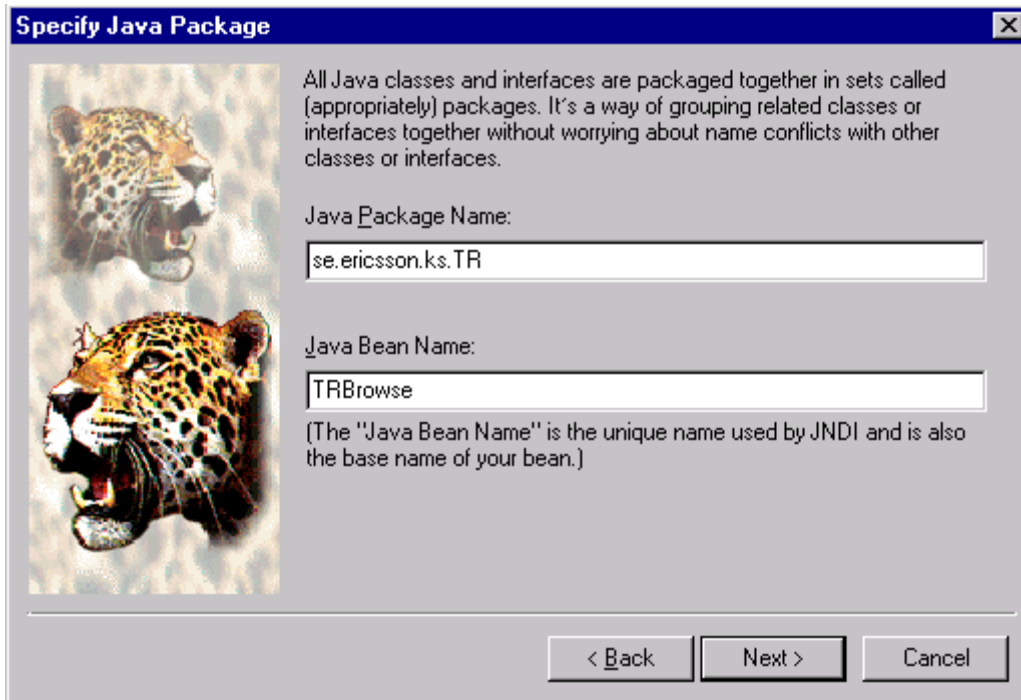 Specify Java Package
All Java classes and interfaces are packaged together in sets called
(appropriately) packages. It´s a way of grouping related classes or
interfaces together without worrying about name conflicts with other
classes or interfaces.
Java Package Name:
se.ericsson.ks.TR
Java Bean Name:
TRBrowse
(The "Java Bean Name" is the unique name used by JNDI and is also
the base name of your bean.)
< Back
Next >
Cancel